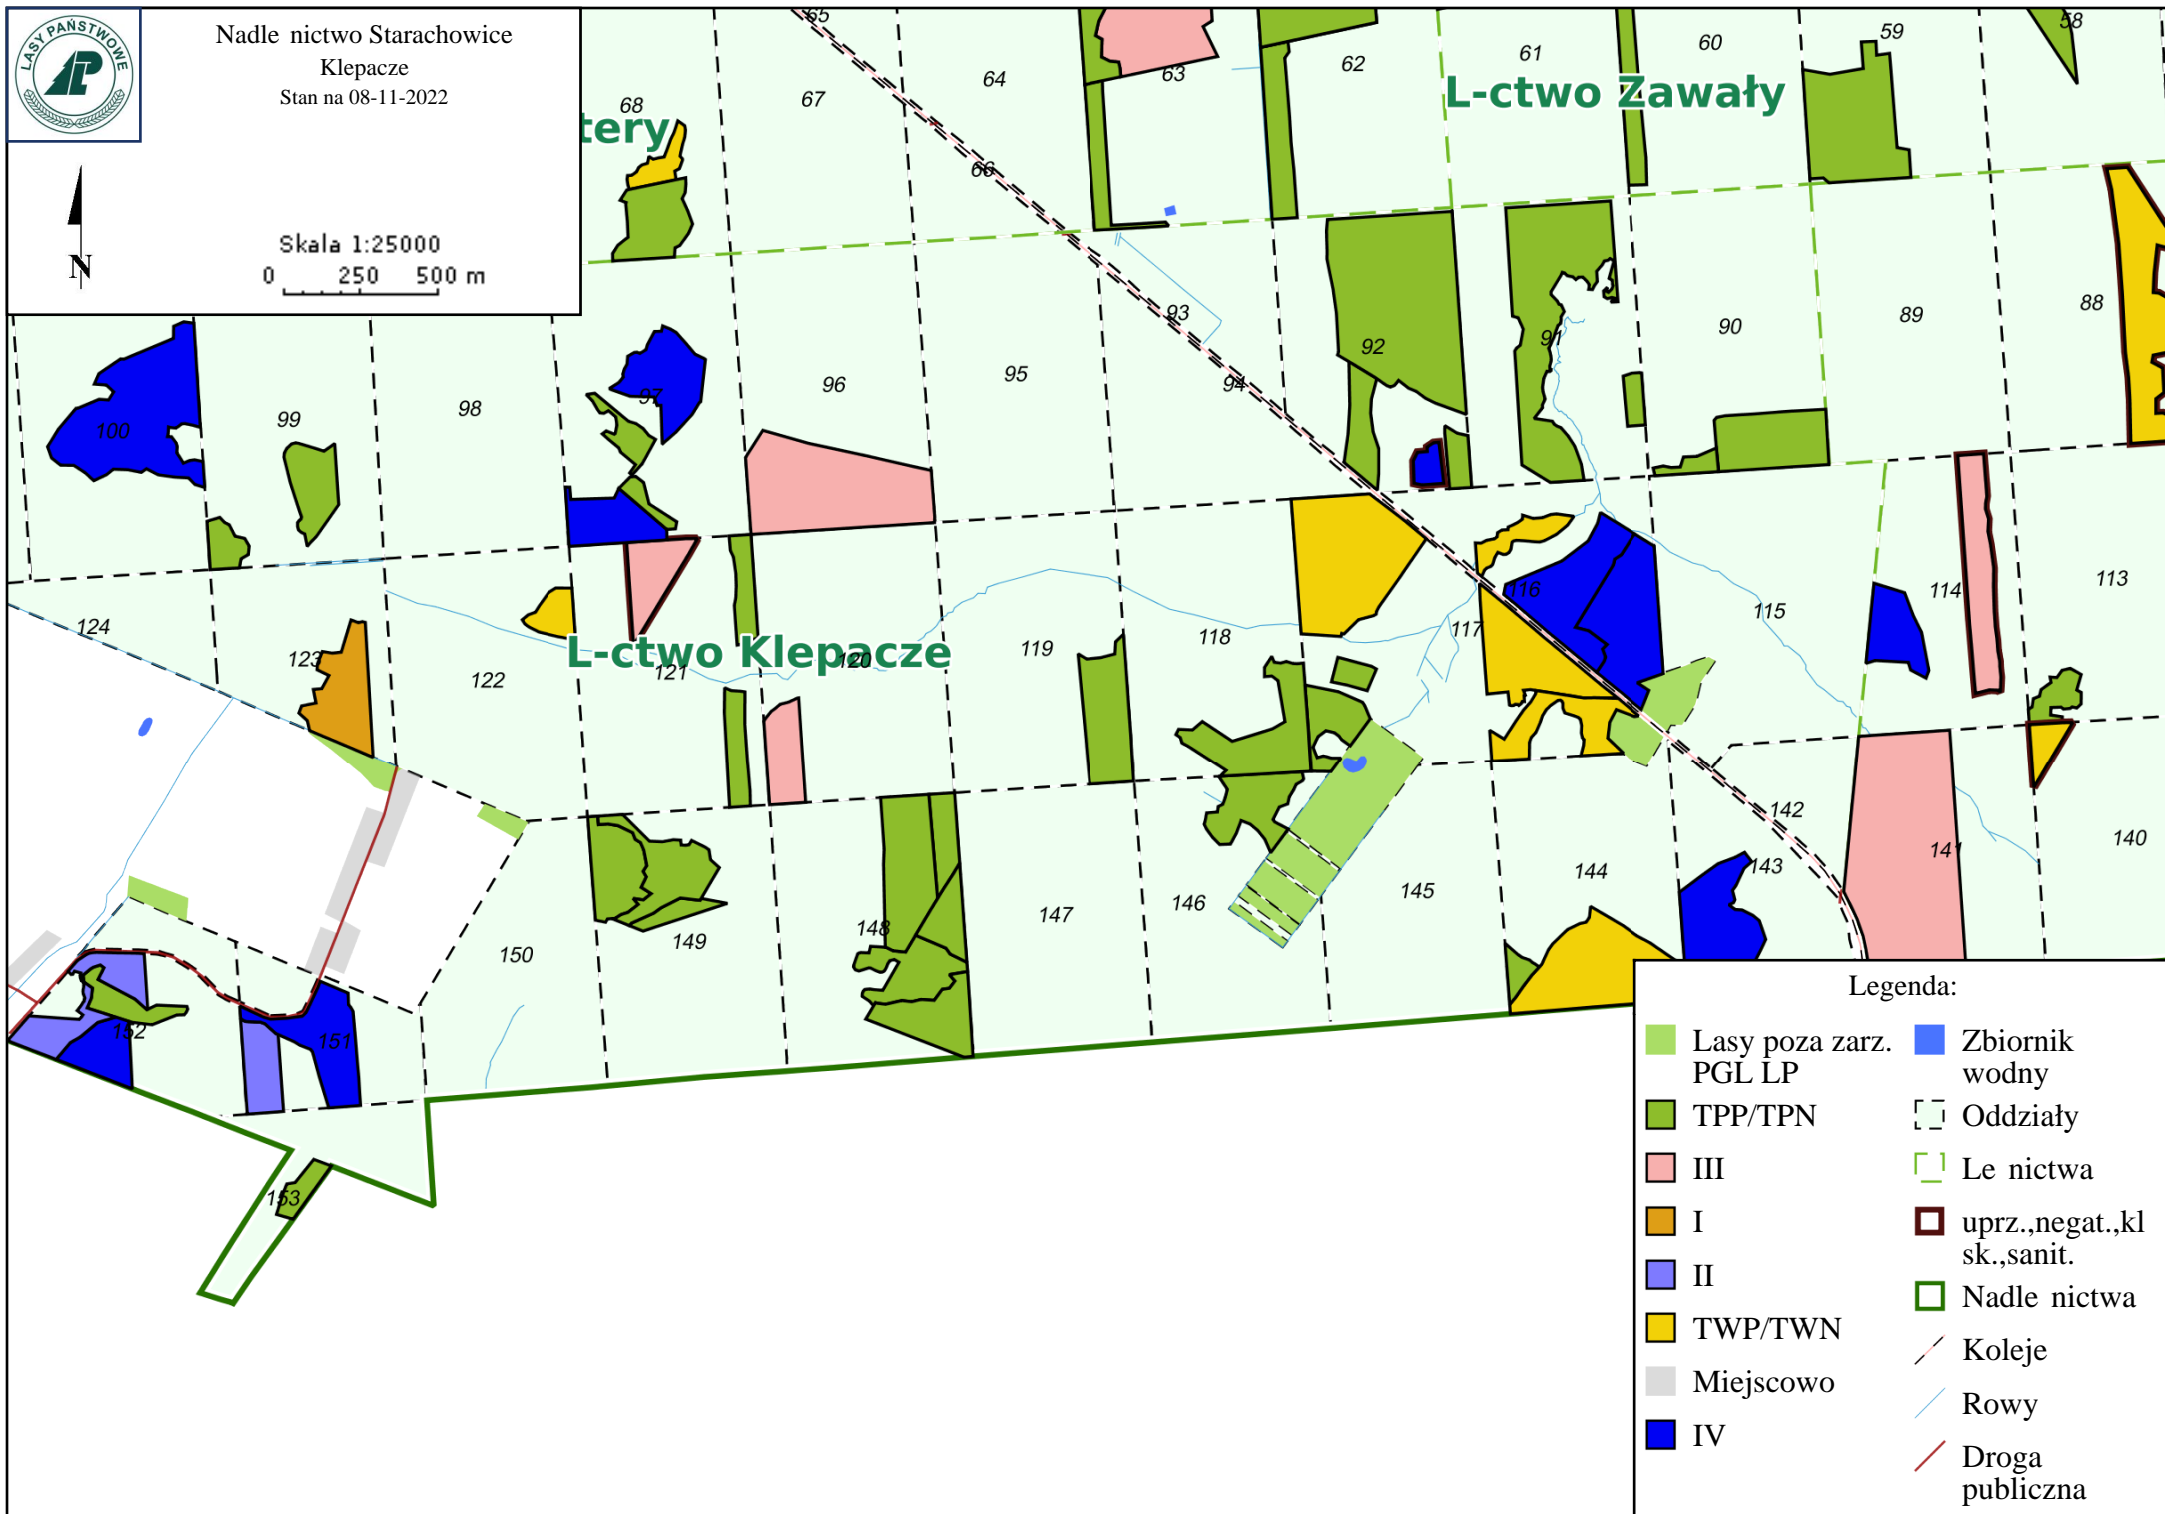 LASY PAŃSTWOWE
Nadle nictwo Starachowice
Klepacze
Stan na 08-11-2022
N
Skala 1:25000
0 250 500 m
65
68
67
64
63
62
61
60
59
58
tery
L-ctwo Zawały
66
100
99
98
97
96
95
94
93
92
91
90
89
88
124
123
122
121
120
119
118
117
116
115
114
113
L-ctwo Klepacze
153
152
151
150
149
148
147
146
145
144
143
142
141
140
Legenda:
Lasy poza zarz.
PGL LP
TPP/TPN
III
I
II
TWP/TWN
Miejscowo
IV
Zbiornik
wodny
Oddziały
Le nictwa
uprz.,negat.,kl
sk.,sanit.
Nadle nictwa
Koleje
Rowy
Droga
publiczna